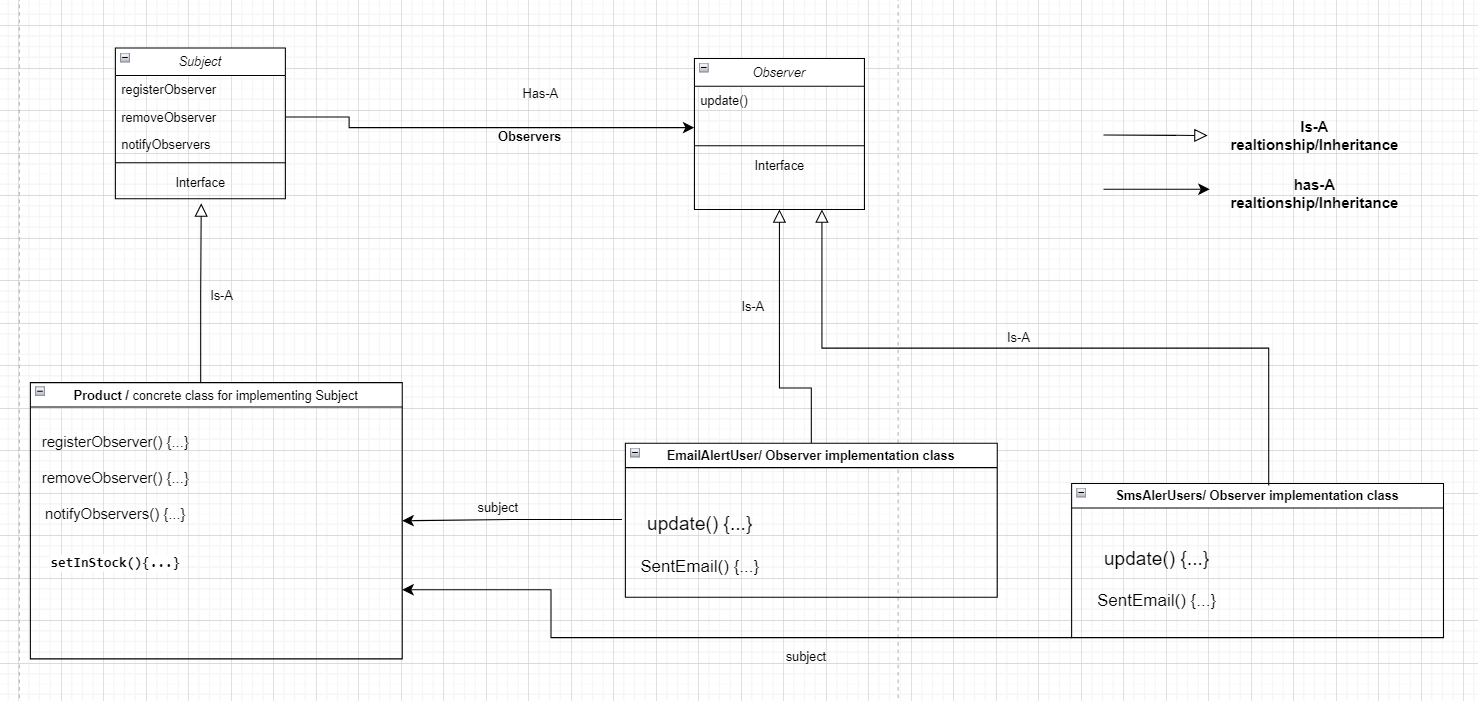 Subject
registerObserver
removeObserver
notifyObservers
Interface
Has-A
Observers
Observer
update()
Interface
Is-A
realtionship/Inheritance
has-A
realtionship/Inheritance
Is-A
Is-A
Is-A
Product / concrete class for implementing Subject
registerObserver() {...}
removeObserver() {...}
notifyObservers() {...}
setInStock(){...}
subject
EmailAlertUser/ Observer implementation class
update() {...}
SentEmail() {...}
SmsAlerUsers/ Observer implementation class
update() {...}
SentEmail() {...}
subject